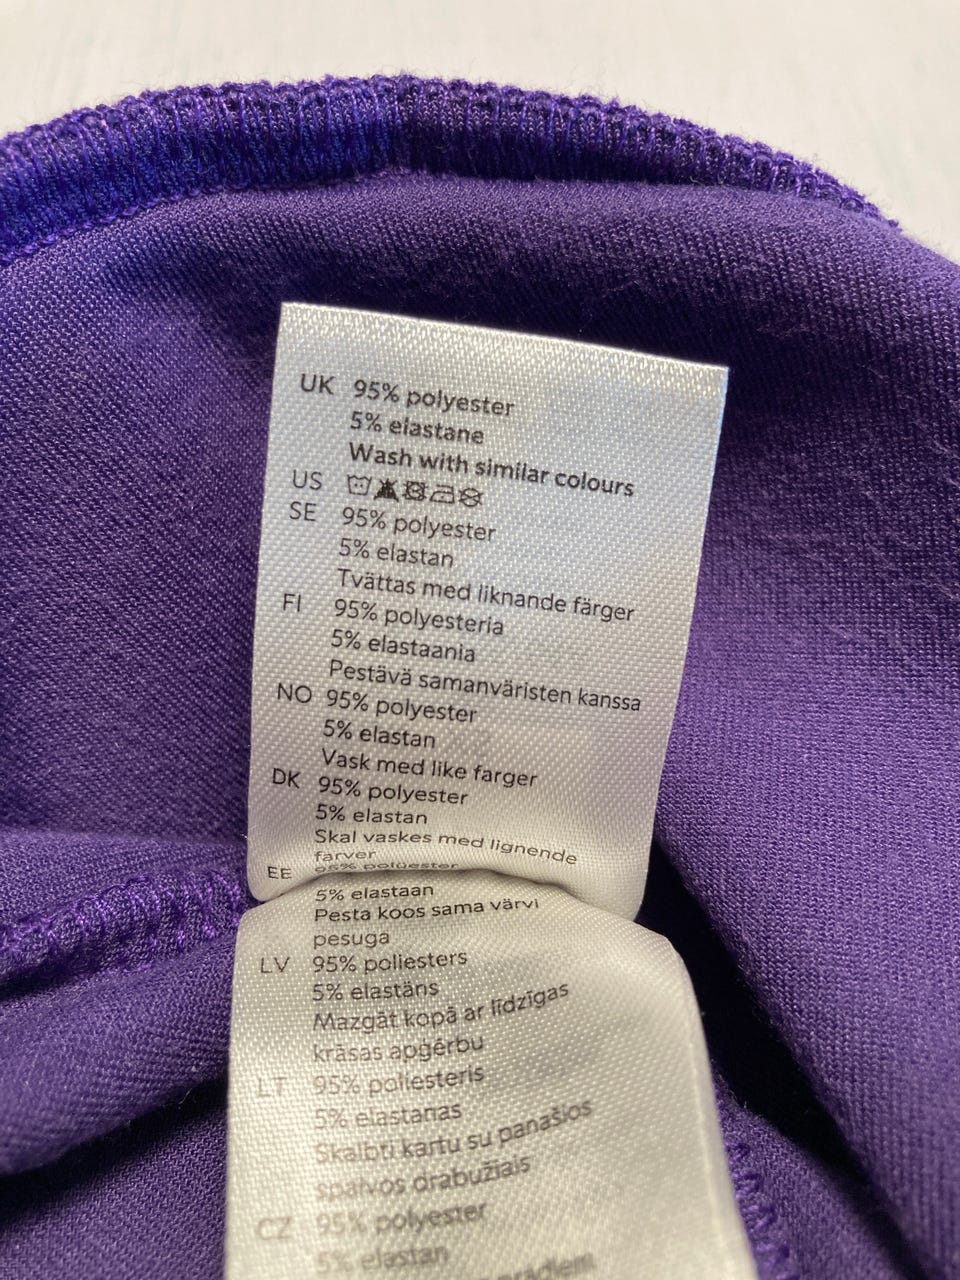 UK 95% polyester
5% elastane
Wash with similar colours
US
SE 95% polyester
5% elastan
Tvättas med liknande färger
FI 95% polyesteria
5% elastaania
Pestävä samanväristen kanssa
NO 95% polyester
5% elastan
Vask med like farger
DK 95% polyester
5% elastan
Skal vaskes med lignende
farver
EE 95% polüester
5% elastaan
Pesta koos sama värvi
pesuga
LV 95% poliesters
5% elastāns
Mazgāt kopā ar līdzīgas
krāsas apģērbu
LT 95% poliesteris
5% elastanas
Skalbti kartu su panašios
spalvos drabužiais
CZ 95% polyester
5% elastan